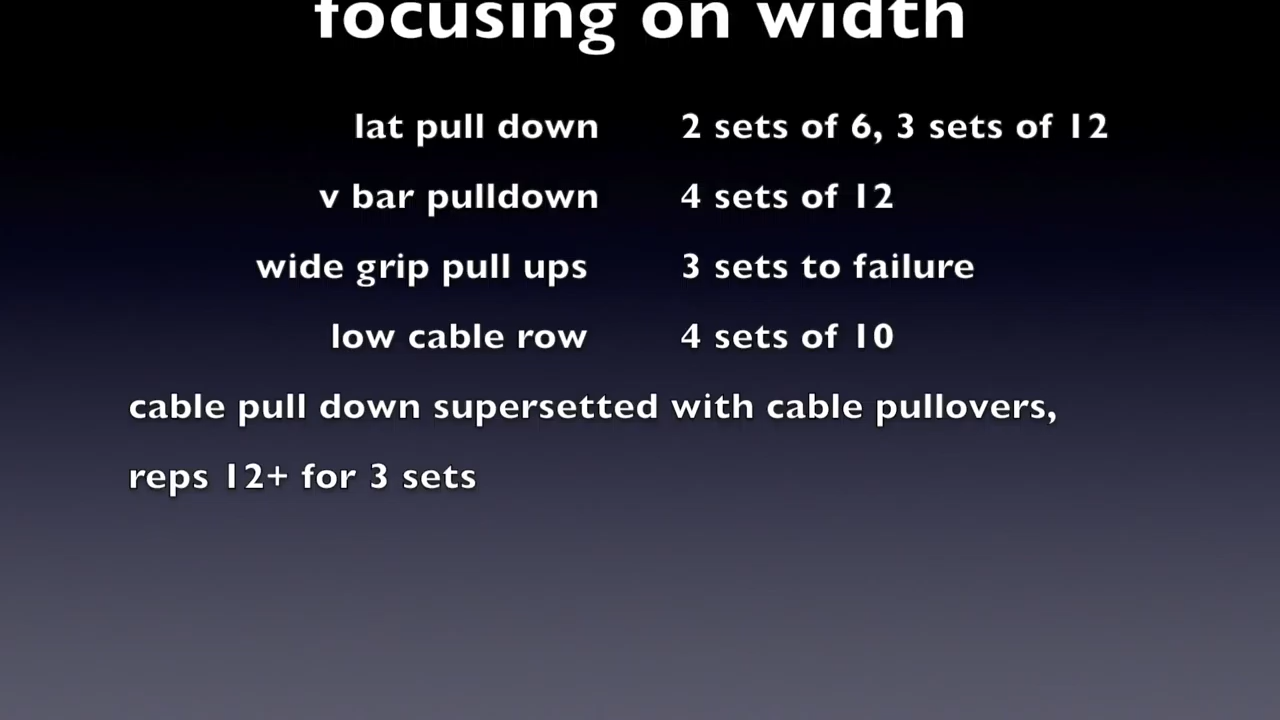 focusing on width
lat pull down 2 sets of 6, 3 sets of 12
v bar pulldown 4 sets of 12
wide grip pull ups 3 sets to failure
low cable row 4 sets of 10
cable pull down supersetted with cable pullovers,
reps 12+ for 3 sets